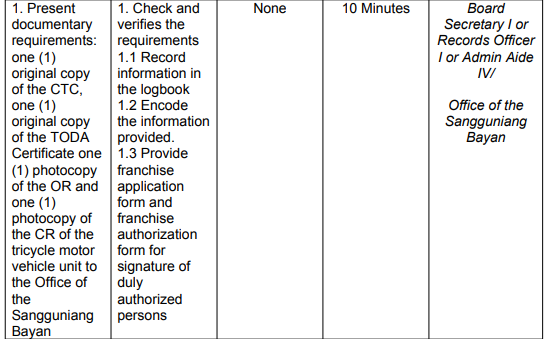 1. Present
documentary
requirements:
one (1)
original copy
of the CTC,
one (1)
original copy
of the TODA
Certificate one
(1) photocopy
of the OR and
one (1)
photocopy of
the CR of the
tricycle motor
vehicle unit to
the Office of
the
Sangguniang
Bayan
1. Check and
verifies the
requirements
1.1 Record
information in
the logbook
1.2 Encode
the information
provided.
1.3 Provide
franchise
application
form and
franchise
authorization
form for
signature of
duly
authorized
persons
None
10 Minutes
Board
Secretary I or
Records Officer
I or Admin Aide
IV/
Office of the
Sangguniang
Bayan